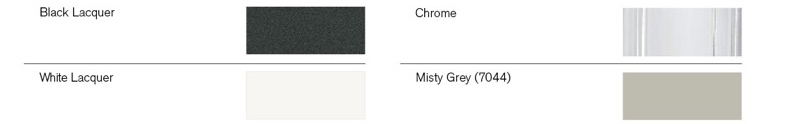 Black Lacquer
Chrome
White Lacquer
Misty Grey (7044)